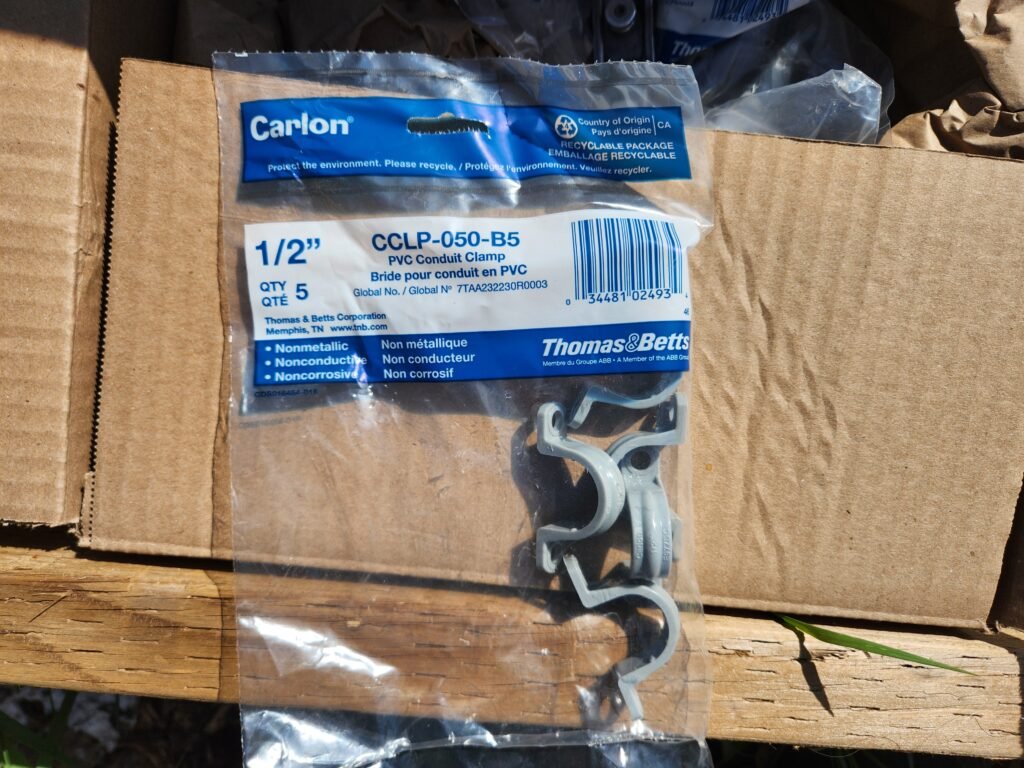 Carlon®
Country of Origin
Pays d'origine
CA
RECYCLABLE PACKAGE
EMBALLAGE RECYCLABLE
Protect the environment. Please recycle. / Protégez l'environnement. Veuillez recycler.
1/2”
QTY
QTÉ 5
CCLP-050-B5
PVC Conduit Clamp
Bride pour conduit en PVC
Global No. / Global Nº 7TAA232230R0003
0 34481 02493
Thomas & Betts Corporation
Memphis, TN www.tnb.com
• Nonmetallic Non métallique
• Nonconductive Non conducteur
• Noncorrosive Non corrosif
Thomas&Betts
Membre du Groupe ABB • A Member of the ABB